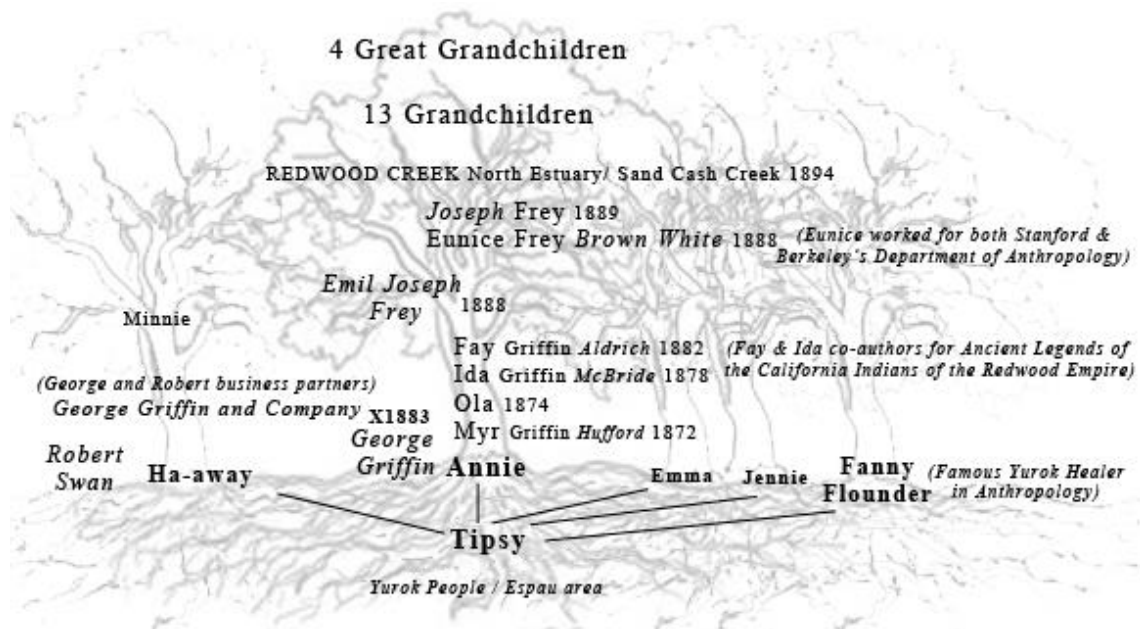 4 Great Grandchildren
13 Grandchildren
REDWOOD CREEK North Estuary/ Sand Cash Creek 1894
Joseph Frey 1889
Eunice Frey Brown White 1888 (Eunice worked for both Stanford &
Berkeley's Department of Anthropology)
Emil Joseph
Frey 1888
Minnie
Fay Griffin Aldrich 1882 (Fay & Ida co-authors for Ancient Legends of
Ida Griffin McBride 1878 the California Indians of the Redwood Empire)
(George and Robert business partners)
George Griffin and Company
Ola 1874
X1883
Myr Griffin Hufford 1872
George
Griffin
Annie
Robert
Swan
Ha-away
Emma
Jennie
Fanny
Flounder
(Famous Yurok Healer
in Anthropology)
Tipsy
Yurok People / Espau area